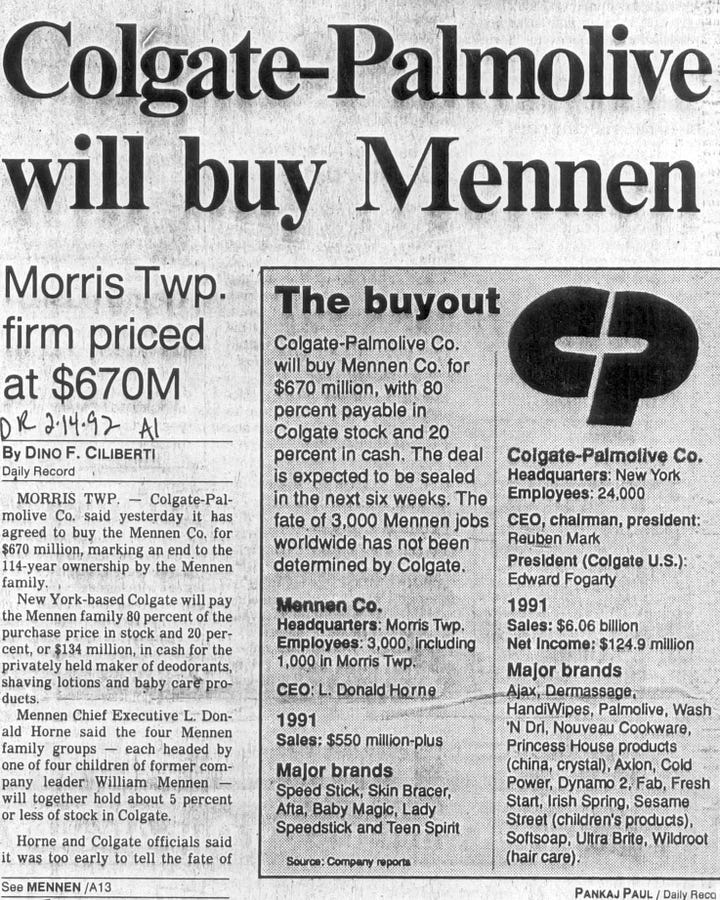 Colgate-Palmolive
will buy Mennen
Morris Twp.
firm priced
at $670M
DR 2.14.92 A1
By DINO F. CILIBERTI
Daily Record
MORRIS TWP. — Colgate-Pal-
molive Co. said yesterday it has
agreed to buy the Mennen Co. for
$670 million, marking an end to the
114-year ownership by the Mennen
family.
New York-based Colgate will pay
the Mennen family 80 percent of the
purchase price in stock and 20 per-
cent, or $134 million, in cash for the
privately held maker of deodorants,
shaving lotions and baby care pro-
ducts.
Mennen Chief Executive L. Don-
ald Horne said the four Mennen
family groups — each headed by
one of four children of former com-
pany leader William Mennen —
will together hold about 5 percent
or less of stock in Colgate.
Horne and Colgate officials said
it was too early to tell the fate of
See MENNEN /A13
The buyout
Colgate-Palmolive Co.
will buy Mennen Co. for
$670 million, with 80
percent payable in
Colgate stock and 20
percent in cash. The deal
is expected to be sealed
in the next six weeks. The
fate of 3,000 Mennen jobs
worldwide has not been
determined by Colgate.
Mennen Co.
Headquarters: Morris Twp.
Employees: 3,000, including
1,000 in Morris Twp.
CEO: L. Donald Horne
1991
Sales: $550 million-plus
Major brands
Speed Stick, Skin Bracer,
Afta, Baby Magic, Lady
Speedstick and Teen Spirit
Source: Company reports
CP
Colgate-Palmolive Co.
Headquarters: New York
Employees: 24,000
CEO, chairman, president:
Reuben Mark
President (Colgate U.S.):
Edward Fogarty
1991
Sales: $6.06 billion
Net Income: $124.9 million
Major brands
Ajax, Dermassage,
HandiWipes, Palmolive, Wash
'N Dri, Nouveau Cookware,
Princess House products
(china, crystal), Axion, Cold
Power, Dynamo 2, Fab, Fresh
Start, Irish Spring, Sesame
Street (children's products),
Softsoap, Ultra Brite, Wildroot
(hair care).
PANKAJ PAUL / Daily Reco